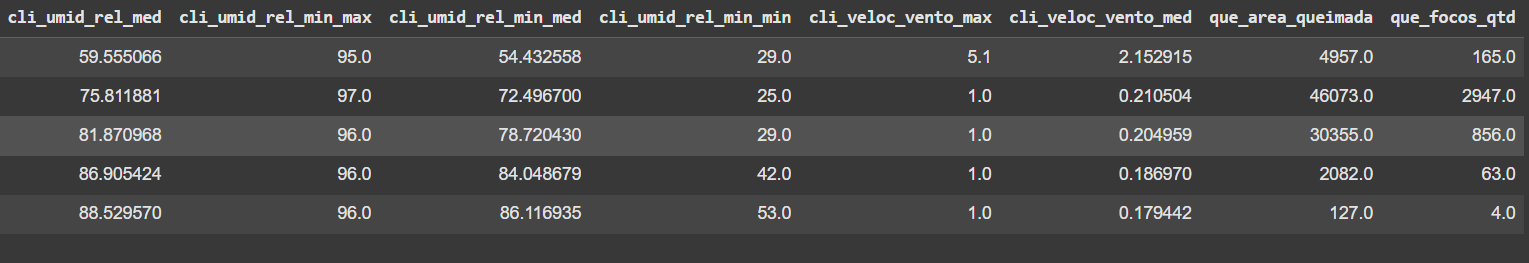 cli_umid_rel_med cli_umid_rel_min_max cli_umid_rel_min_med cli_umid_rel_min_min cli_veloc_vento_max cli_veloc_vento_med que_area_queimada que_focos_qtd
59.555066 95.0 54.432558 29.0 5.1 2.152915 4957.0 165.0
75.811881 97.0 72.496700 25.0 1.0 0.210504 46073.0 2947.0
81.870968 96.0 78.720430 29.0 1.0 0.204959 30355.0 856.0
86.905424 96.0 84.048679 42.0 1.0 0.186970 2082.0 63.0
88.529570 96.0 86.116935 53.0 1.0 0.179442 127.0 4.0